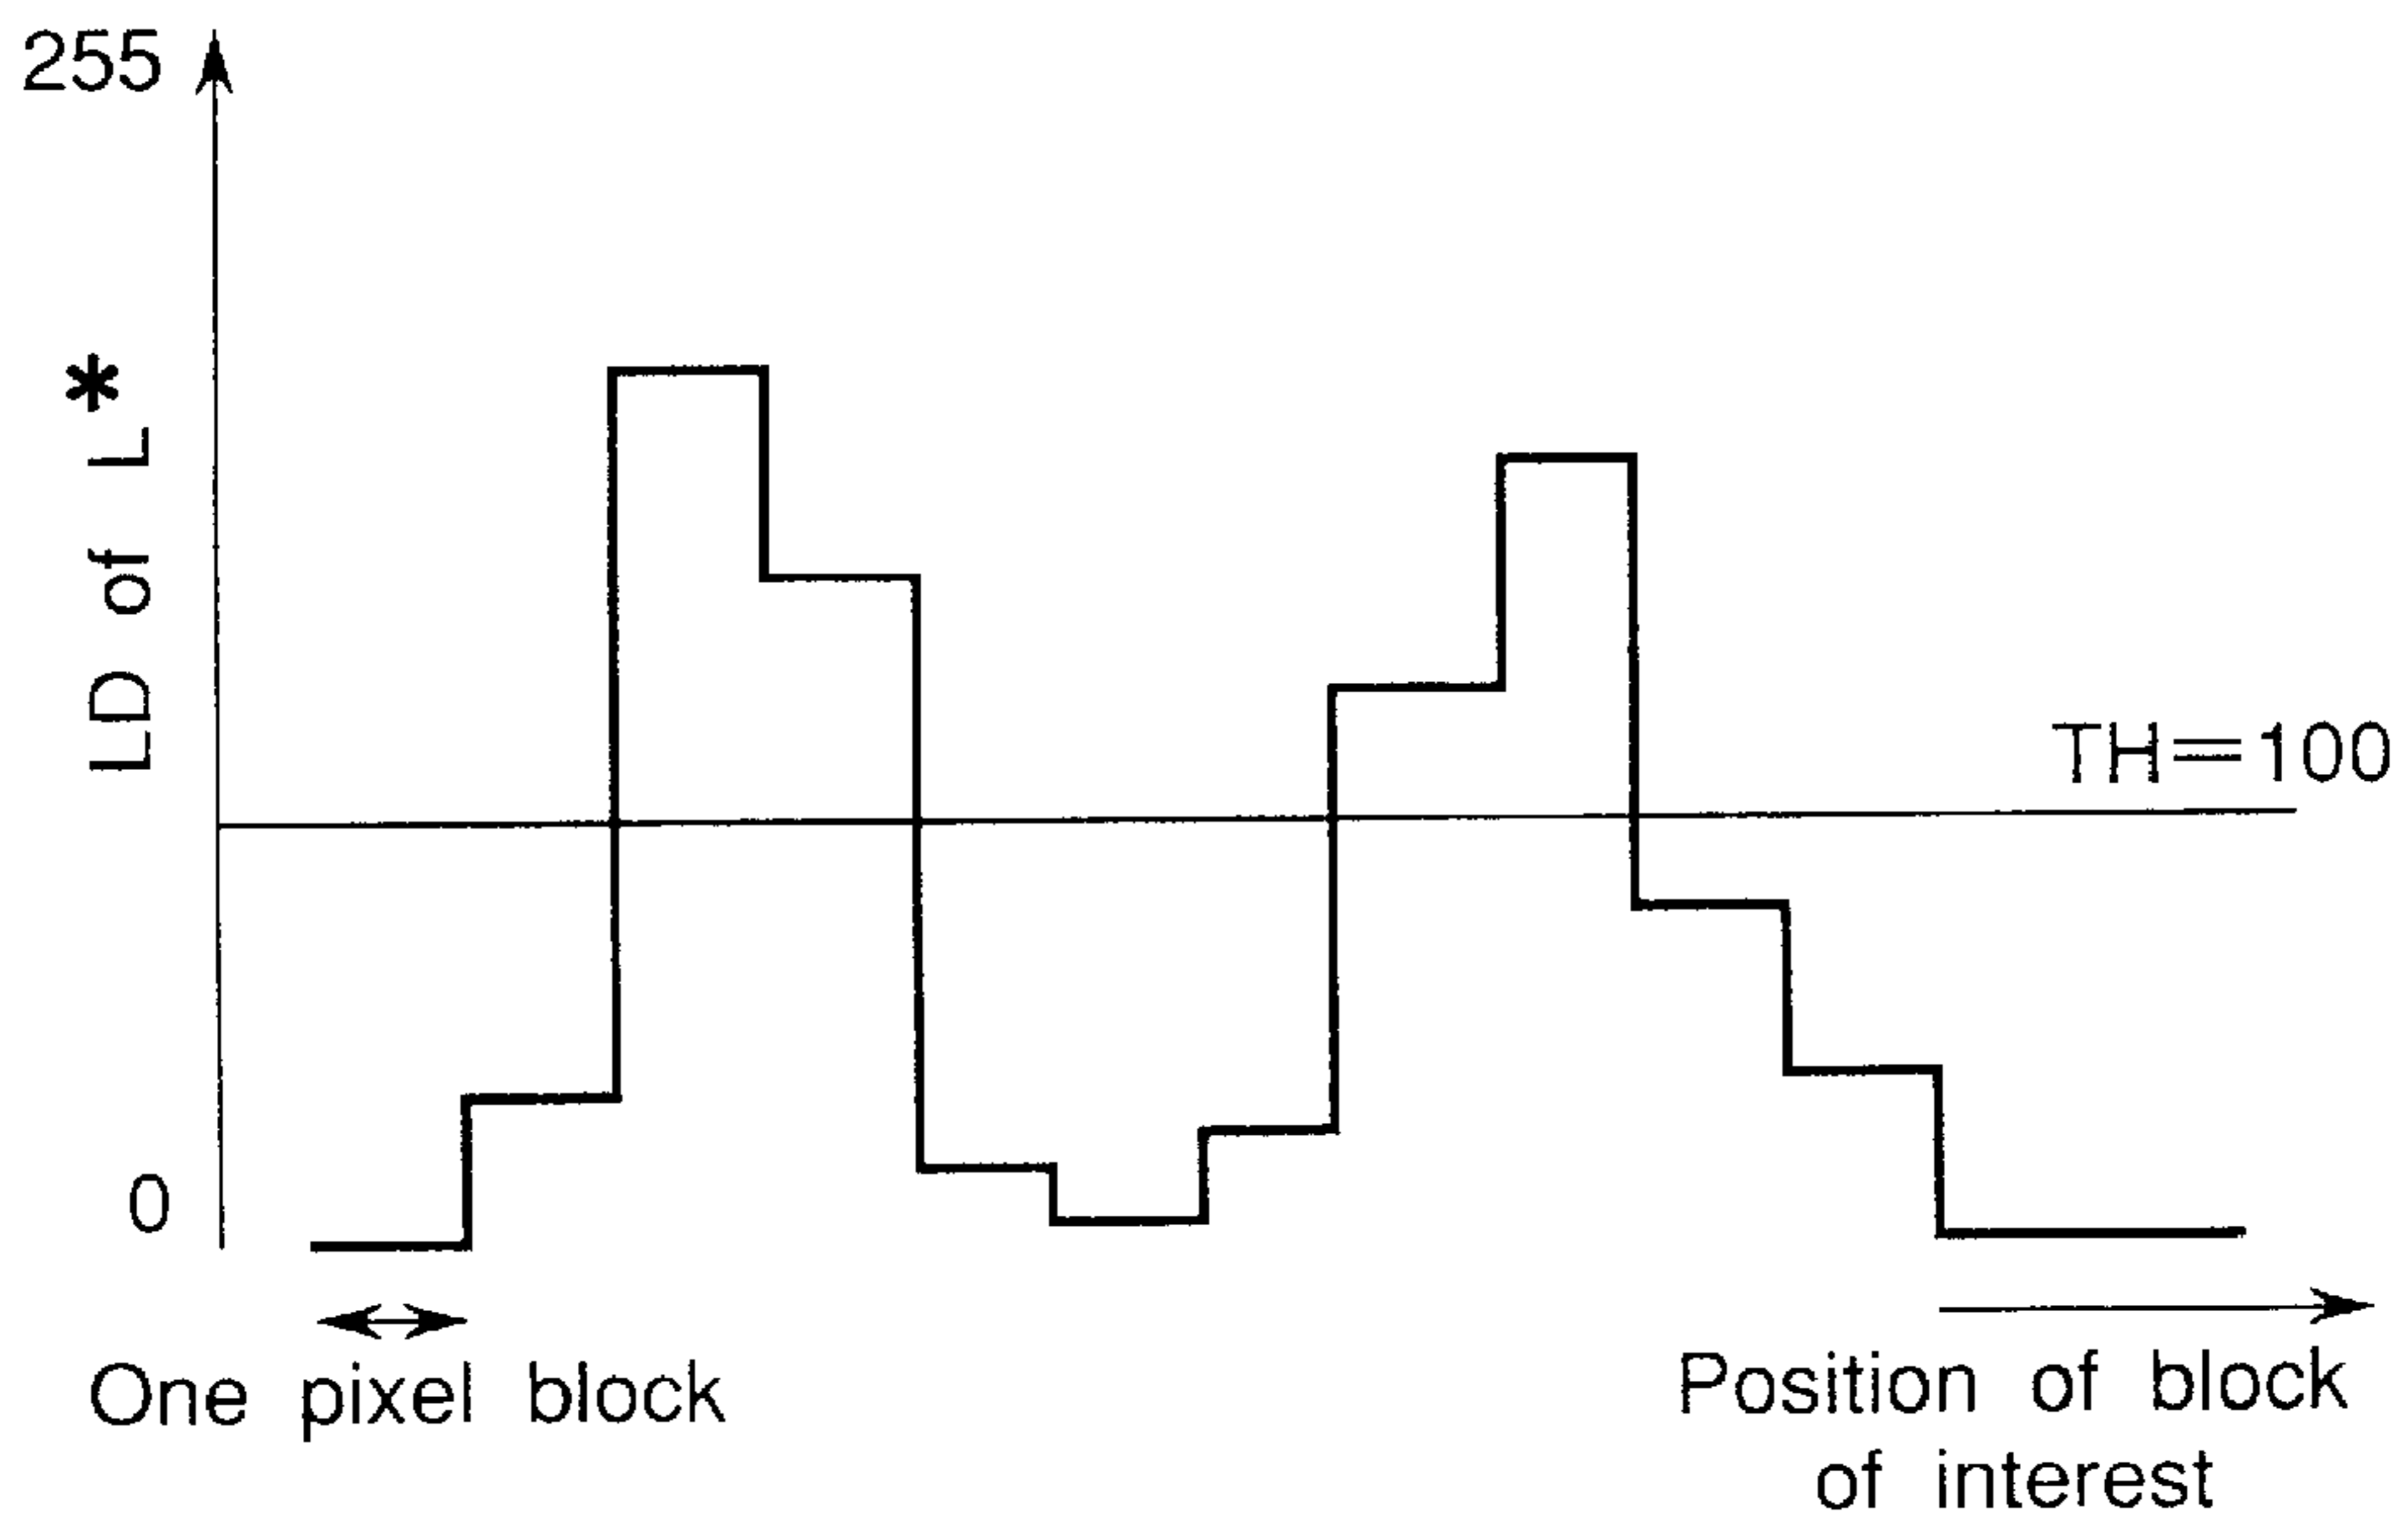 255
LD of L*
TH=100
0
One pixel block
Position of block
of interest